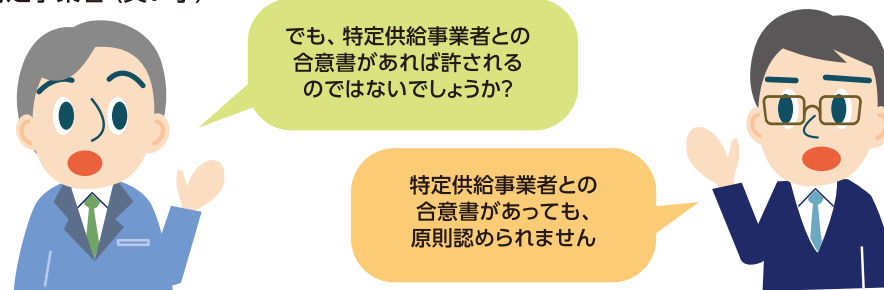 でも、特定供給事業者との
合意書があれば許される
のではないでしょうか?
特定供給事業者との
合意書があっても、
原則認められません